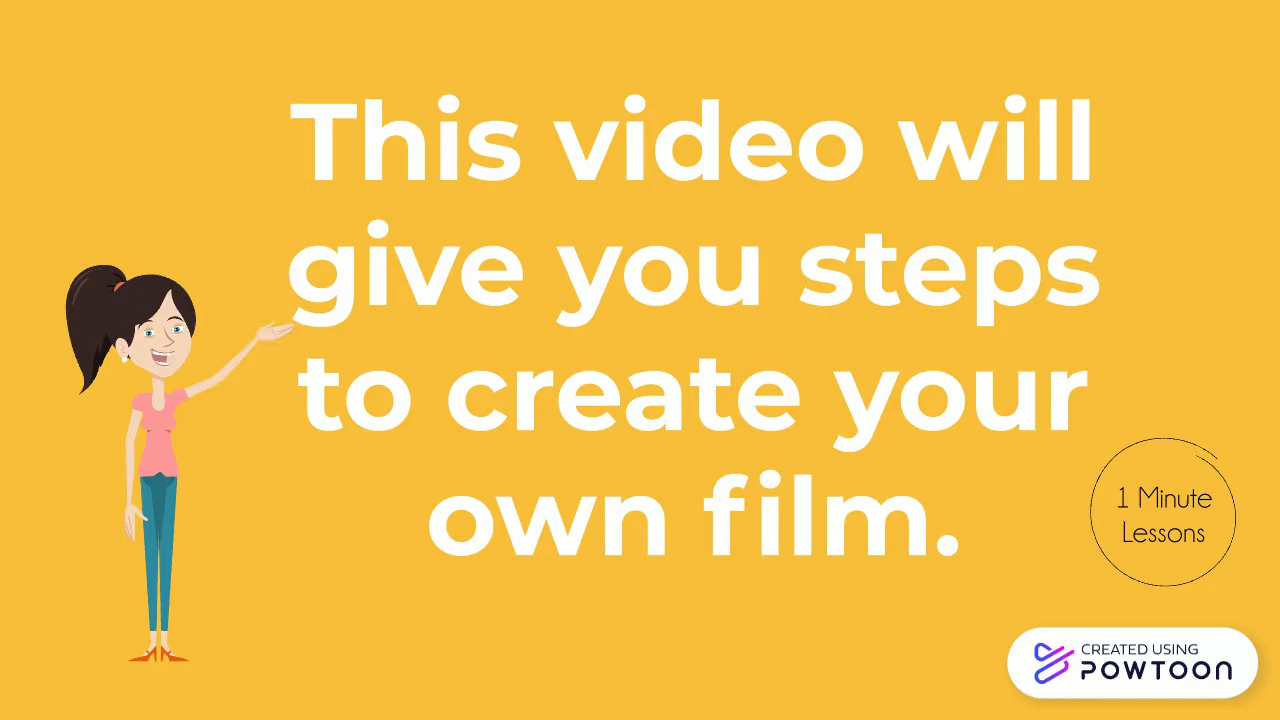 This video will
give you steps
to create your
own film.
1 Minute
Lessons
CREATED USING
POWTOON